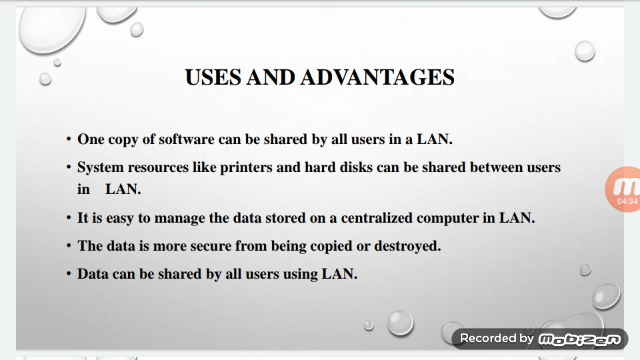 USES AND ADVANTAGES
• One copy of software can be shared by all users in a LAN.
• System resources like printers and hard disks can be shared between users
in LAN.
• It is easy to manage the data stored on a centralized computer in LAN.
• The data is more secure from being copied or destroyed.
• Data can be shared by all users using LAN.
04:34
Recorded by mobizen